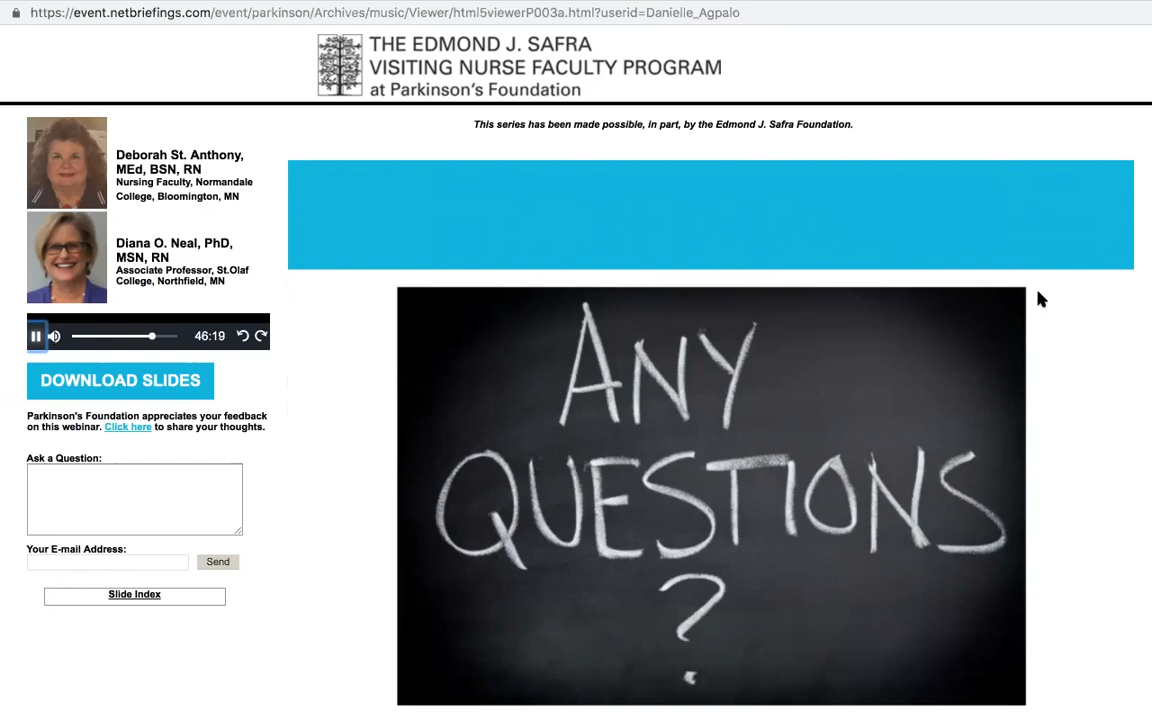 https://event.netbriefings.com/event/parkinson/Archives/music/Viewer/html5viewerP003a.html?userid=Danielle_Agpalo
THE EDMOND J. SAFRA
VISITING NURSE FACULTY PROGRAM
at Parkinson's Foundation
This series has been made possible, in part, by the Edmond J. Safra Foundation.
Deborah St. Anthony,
MEd, BSN, RN
Nursing Faculty, Normandale
College, Bloomington, MN
Diana O. Neal, PhD,
MSN, RN
Associate Professor, St.Olaf
College, Northfield, MN
46:19
DOWNLOAD SLIDES
Parkinson's Foundation appreciates your feedback
on this webinar. Click here to share your thoughts.
Ask a Question:
Your E-mail Address:
Send
Slide Index
ANY
QUESTIONS
?